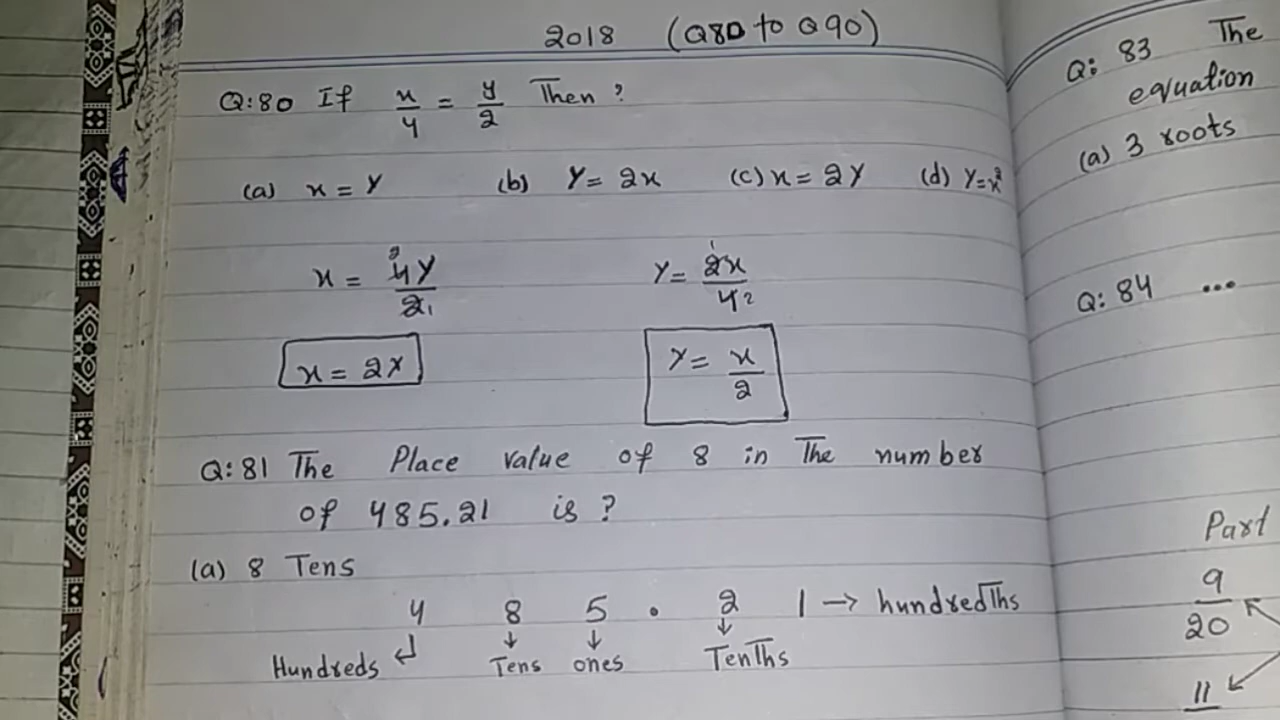 2018 (Q80 to Q90)
Q:80 If x/4 = y/2 Then ?
(a) x = y (b) y = 2x (c) x = 2y (d) y = x²
x = 4y/2 y = 2x/4
x = 2y y = x/2
Q:81 The Place value of 8 in The number
of 485.21 is ?
(a) 8 Tens
4 8 5 . 2 1 → hundredths
Hundreds Tens ones Tenths
Q: 83 The
equation
(a) 3 roots
Q: 84 ...
Part
9/20
11